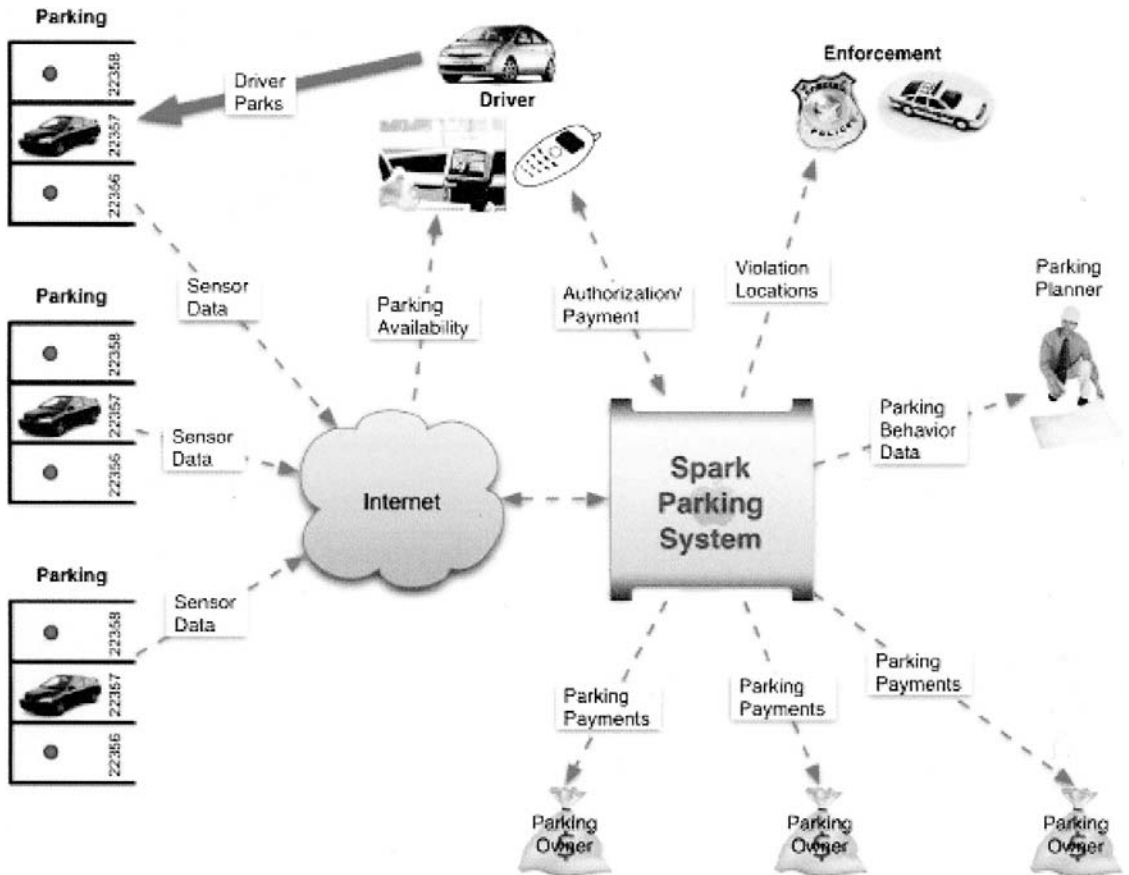 Parking
22358
22357
22356
Driver
Parks
Driver
Enforcement
SPECIAL
POLICE
Sensor
Data
Parking
Availability
Authorization/
Payment
Violation
Locations
Parking
Planner
Parking
22358
22357
22356
Sensor
Data
Internet
Spark
Parking
System
Parking
Behavior
Data
Parking
22358
22357
22356
Sensor
Data
Parking
Payments
Parking
Payments
Parking
Payments
Parking
Owner
$
Parking
Owner
$
Parking
Owner
$